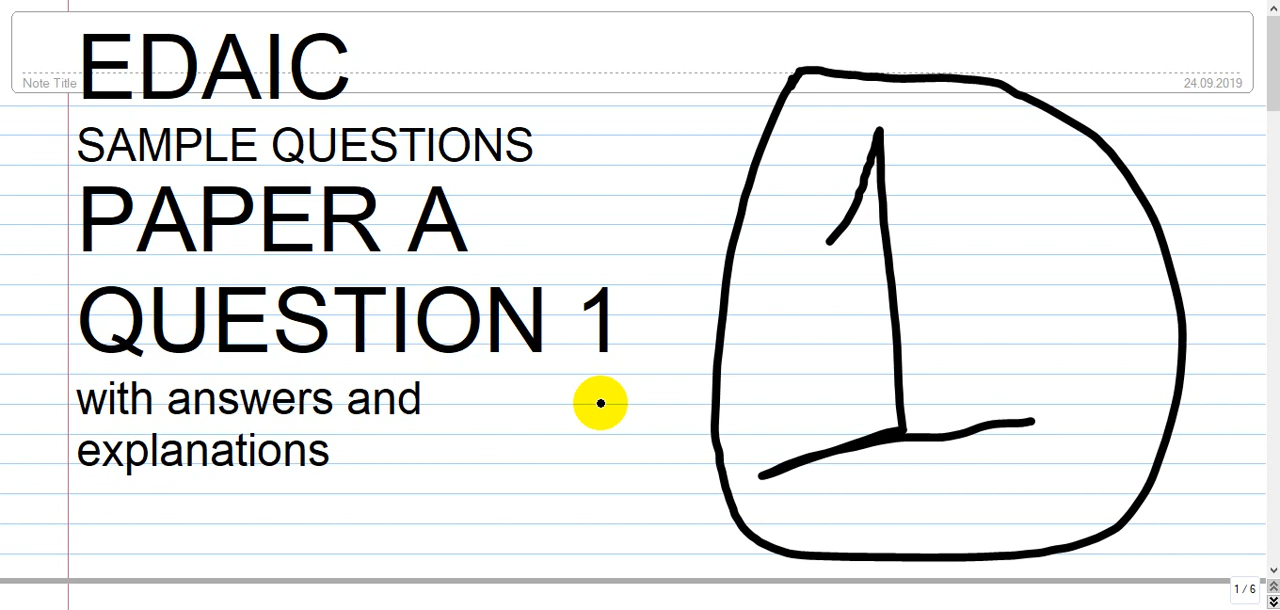 EDAIC
Note Title
24.09.2019
SAMPLE QUESTIONS
PAPER A
QUESTION 1
with answers and
explanations
1
1 / 6